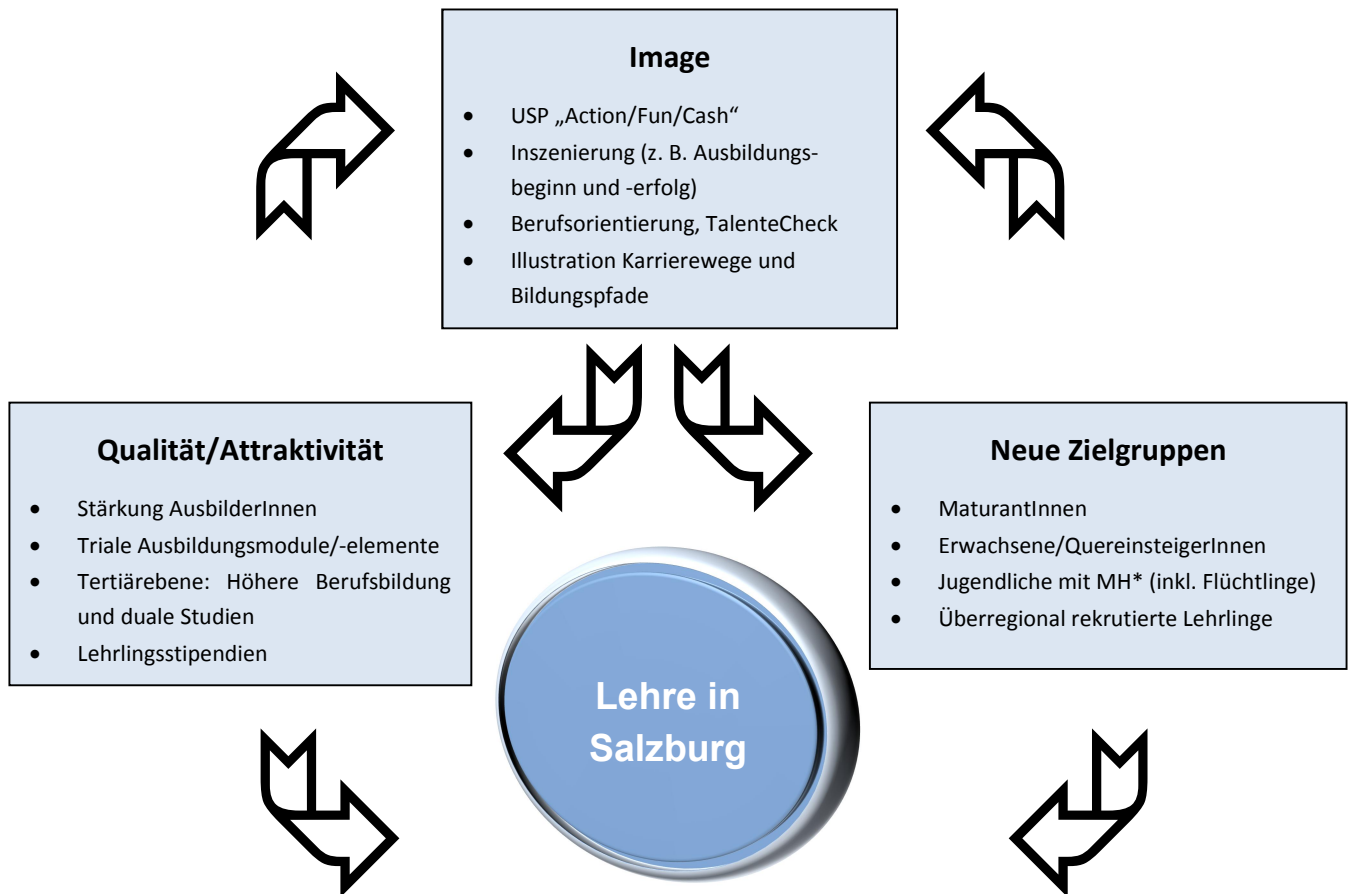 Image
• USP „Action/Fun/Cash“
• Inszenierung (z. B. Ausbildungs-
beginn und -erfolg)
• Berufsorientierung, TalenteCheck
• Illustration Karrierewege und
Bildungspfade
Qualität/Attraktivität
• Stärkung AusbilderInnen
• Triale Ausbildungsmodule/-elemente
• Tertiärebene: Höhere Berufsbildung
und duale Studien
• Lehrlingsstipendien
Neue Zielgruppen
• MaturantInnen
• Erwachsene/QuereinsteigerInnen
• Jugendliche mit MH* (inkl. Flüchtlinge)
• Überregional rekrutierte Lehrlinge
Lehre in
Salzburg